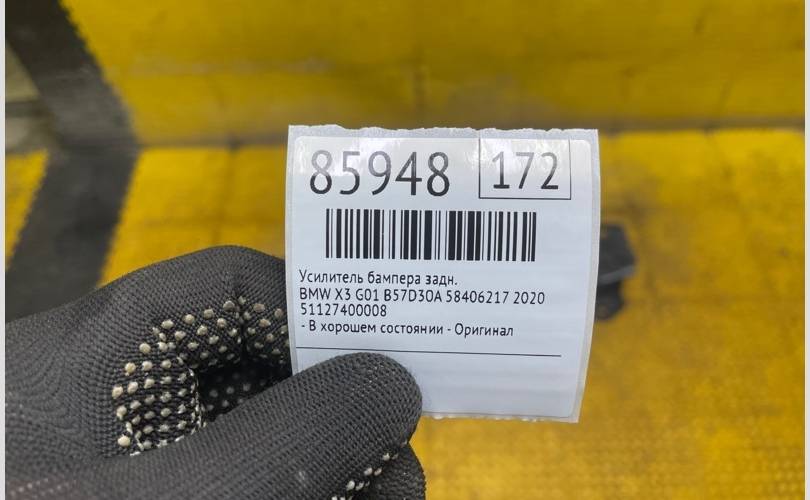 85948 172
Усилитель бампера задн.
BMW X3 G01 B57D30A 58406217 2020
51127400008
- В хорошем состоянии - Оригинал